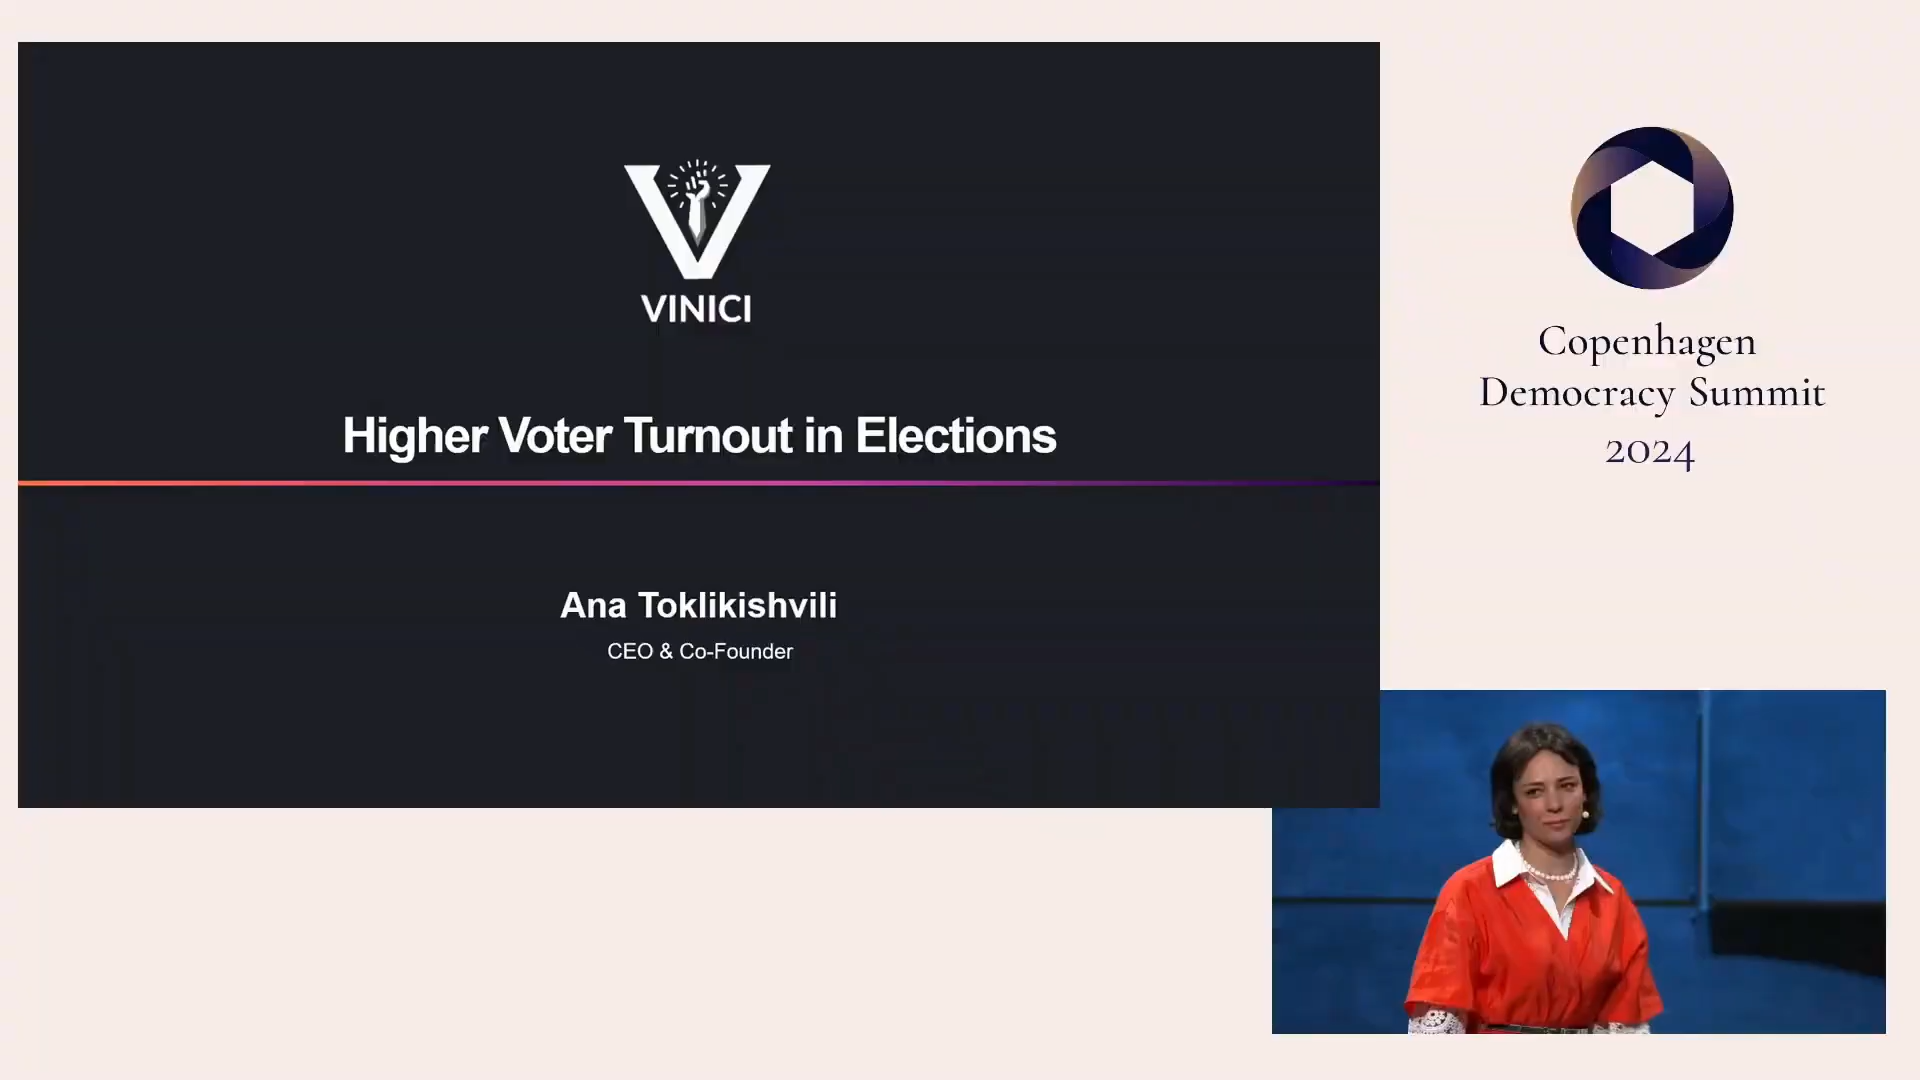 VINICI
Higher Voter Turnout in Elections
Ana Toklikishvili
CEO & Co-Founder
Copenhagen
Democracy Summit
2024